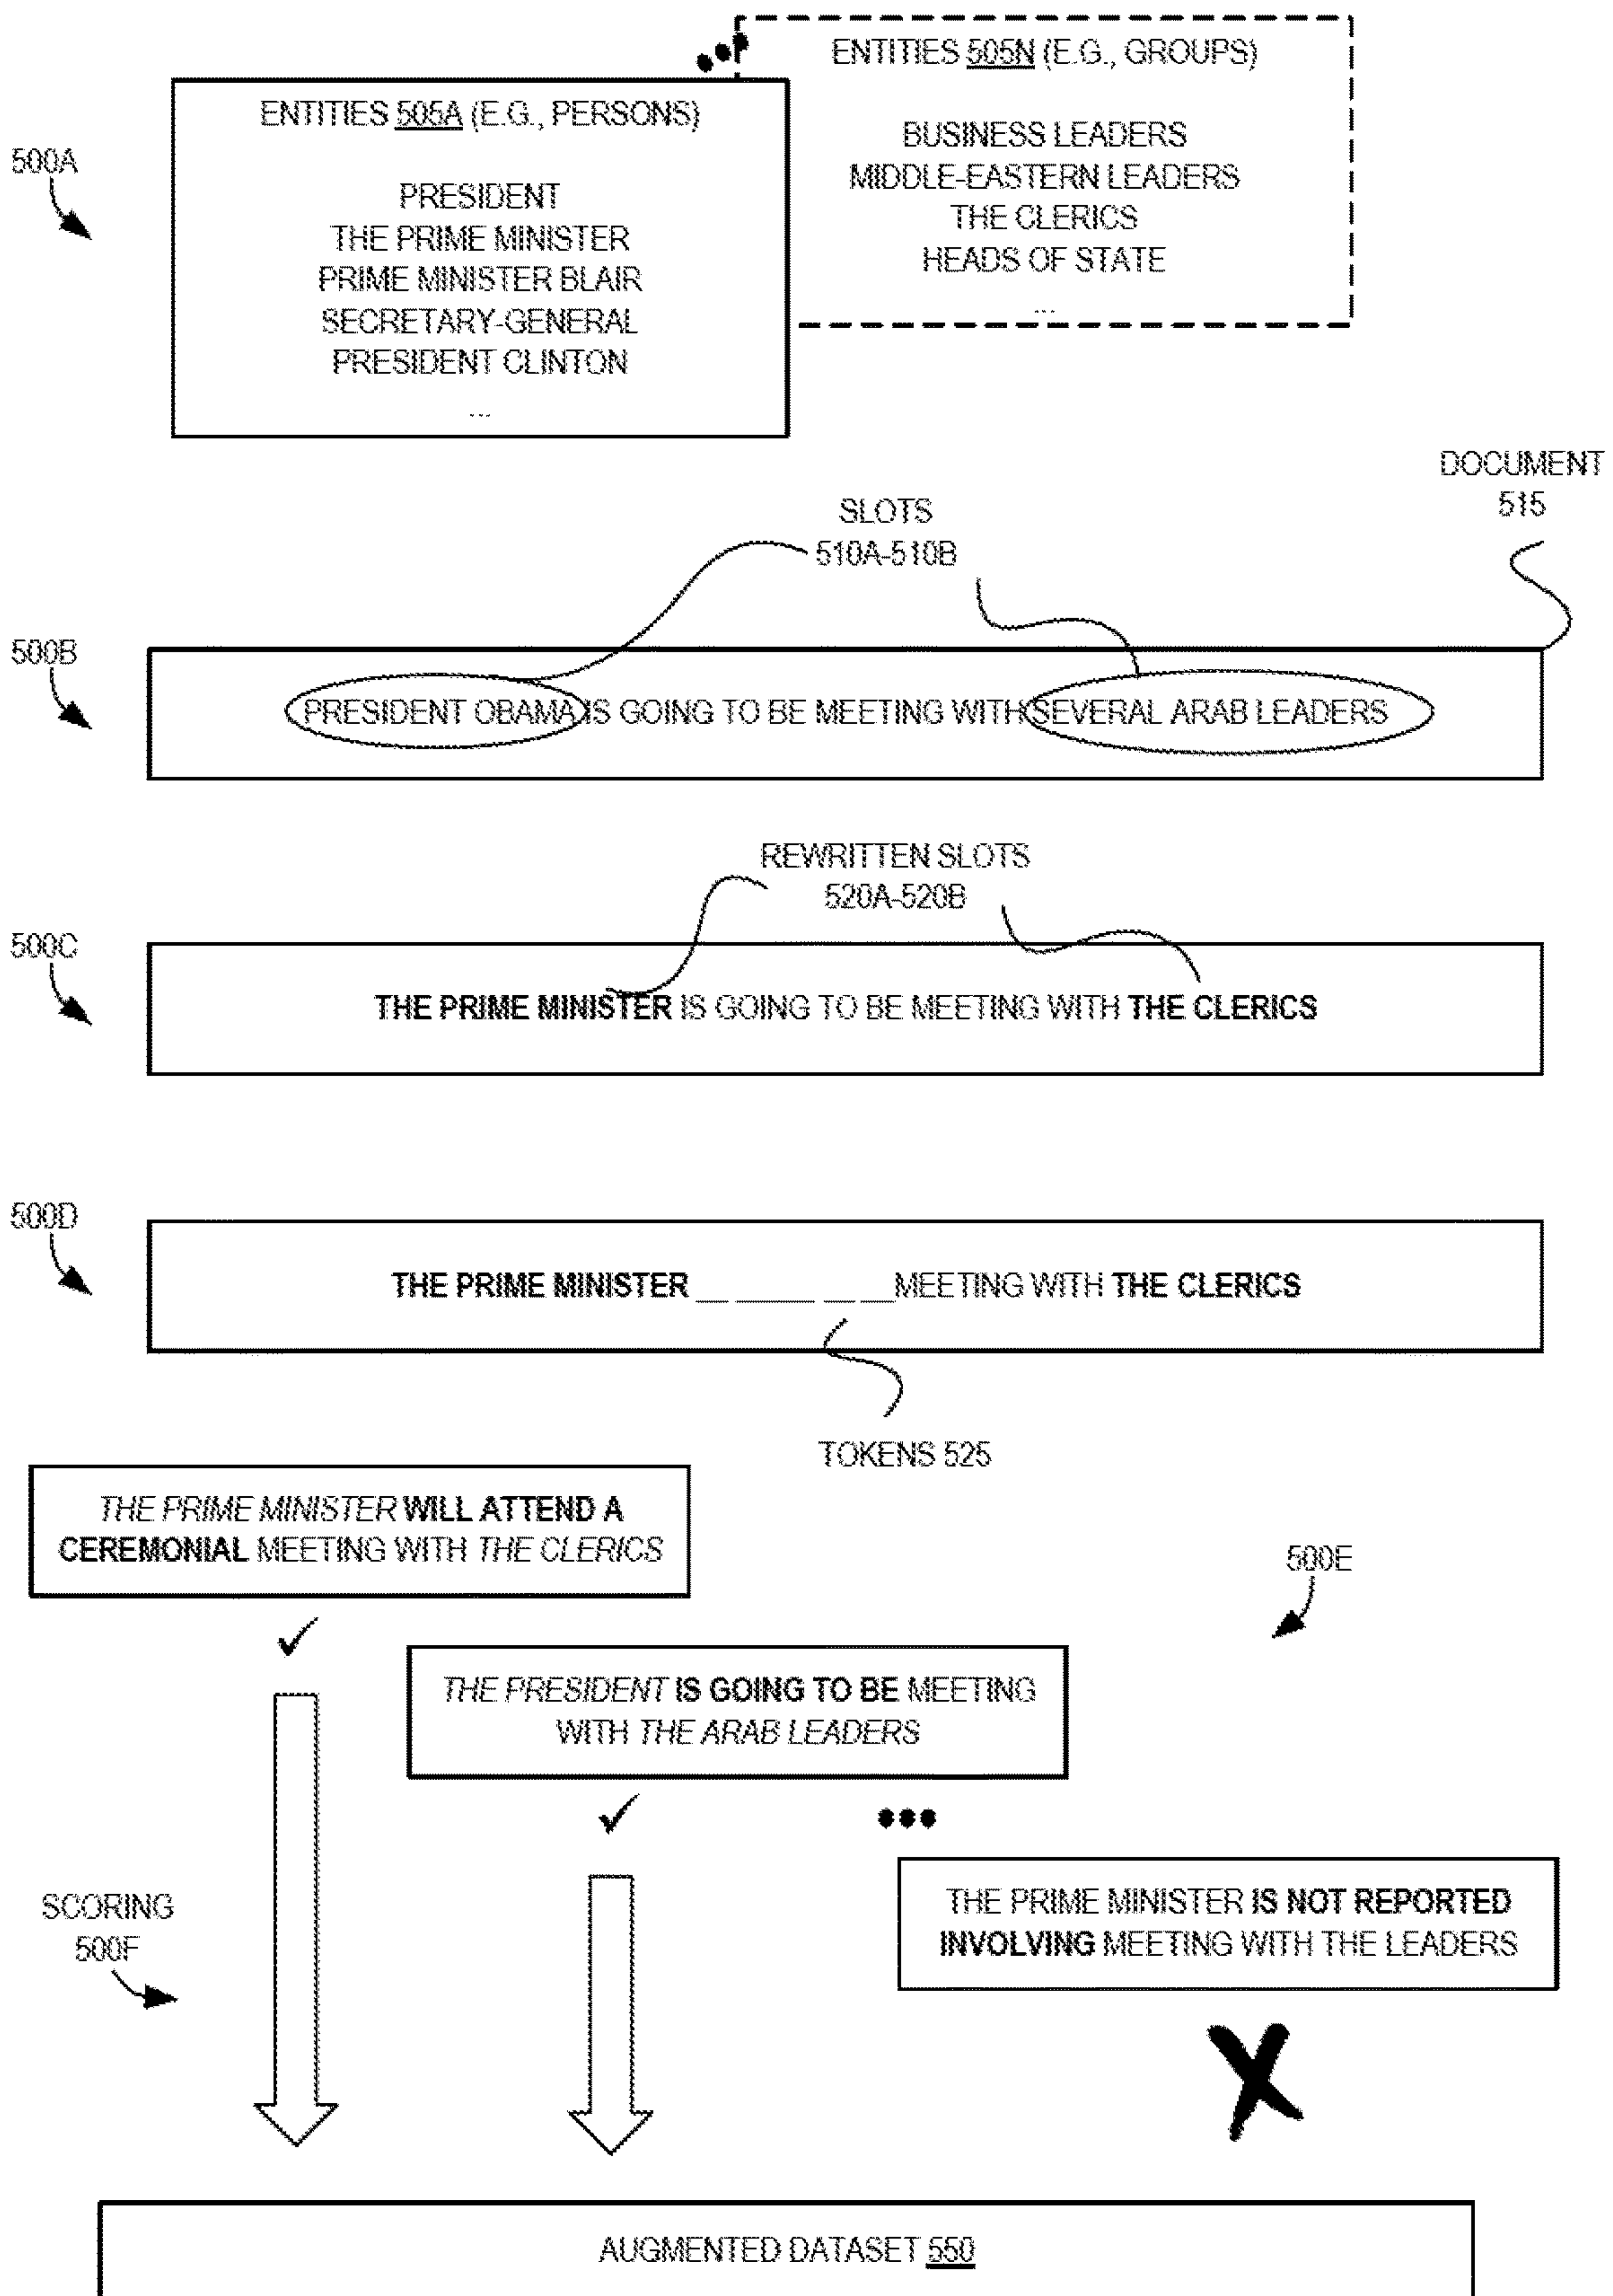 ENTITIES 505N (E.G., GROUPS)
BUSINESS LEADERS
MIDDLE-EASTERN LEADERS
THE CLERICS
HEADS OF STATE
...
ENTITIES 505A (E.G., PERSONS)
PRESIDENT
THE PRIME MINISTER
PRIME MINISTER BLAIR
SECRETARY-GENERAL
PRESIDENT CLINTON
...
500A
DOCUMENT
515
SLOTS
510A-510B
500B
PRESIDENT OBAMA IS GOING TO BE MEETING WITH SEVERAL ARAB LEADERS
REWRITTEN SLOTS
520A-520B
500C
THE PRIME MINISTER IS GOING TO BE MEETING WITH THE CLERICS
500D
THE PRIME MINISTER __ _____ __ __MEETING WITH THE CLERICS
TOKENS 525
THE PRIME MINISTER WILL ATTEND A
CEREMONIAL MEETING WITH THE CLERICS
500E
THE PRESIDENT IS GOING TO BE MEETING
WITH THE ARAB LEADERS
THE PRIME MINISTER IS NOT REPORTED
INVOLVING MEETING WITH THE LEADERS
SCORING
500F
AUGMENTED DATASET 550